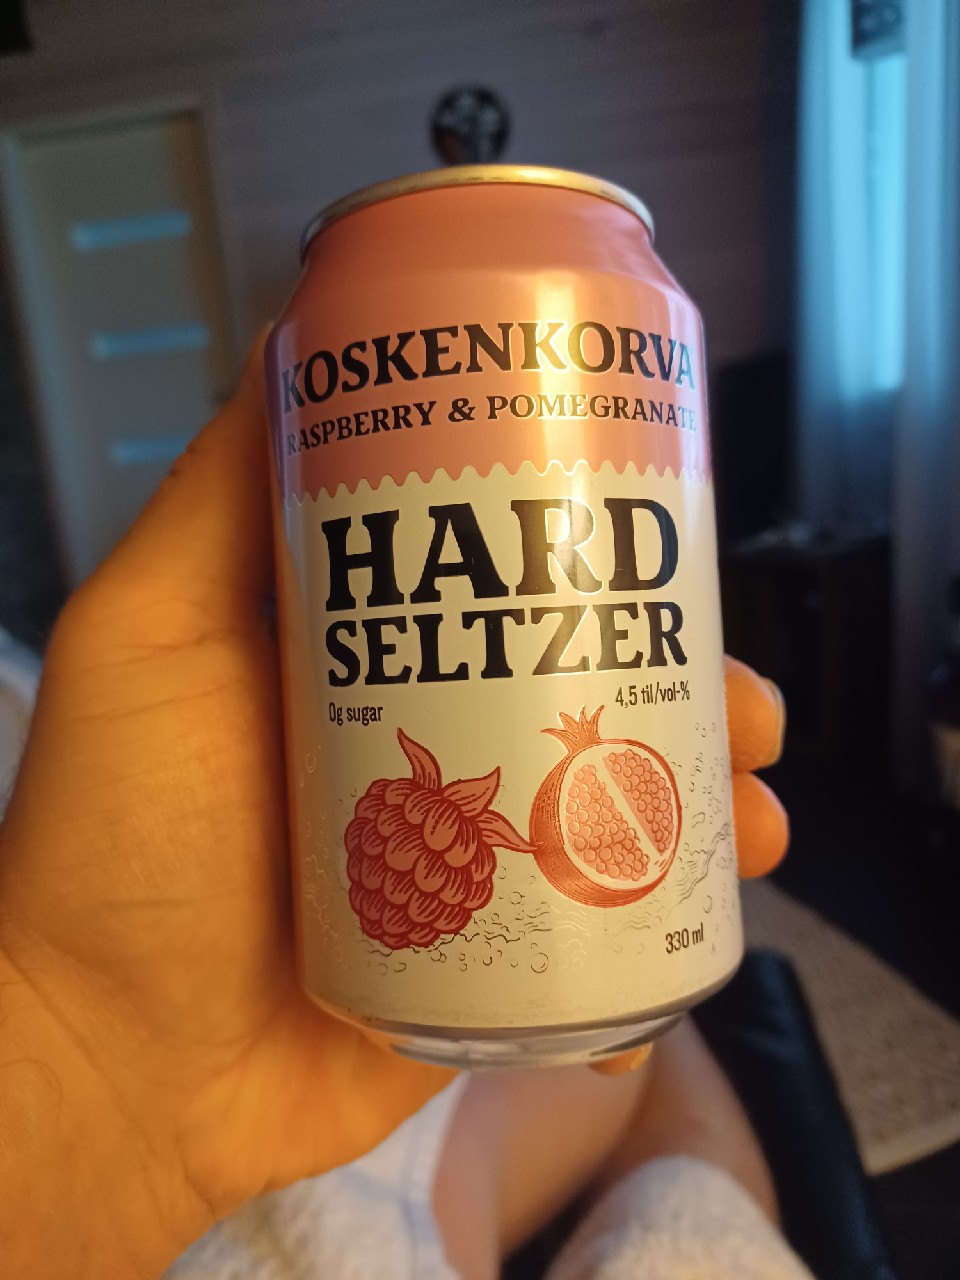 KOSKENKORVA
RASPBERRY & POMEGRANATE
HARD
SELTZER
0g sugar
4,5 til/vol-%
330 ml